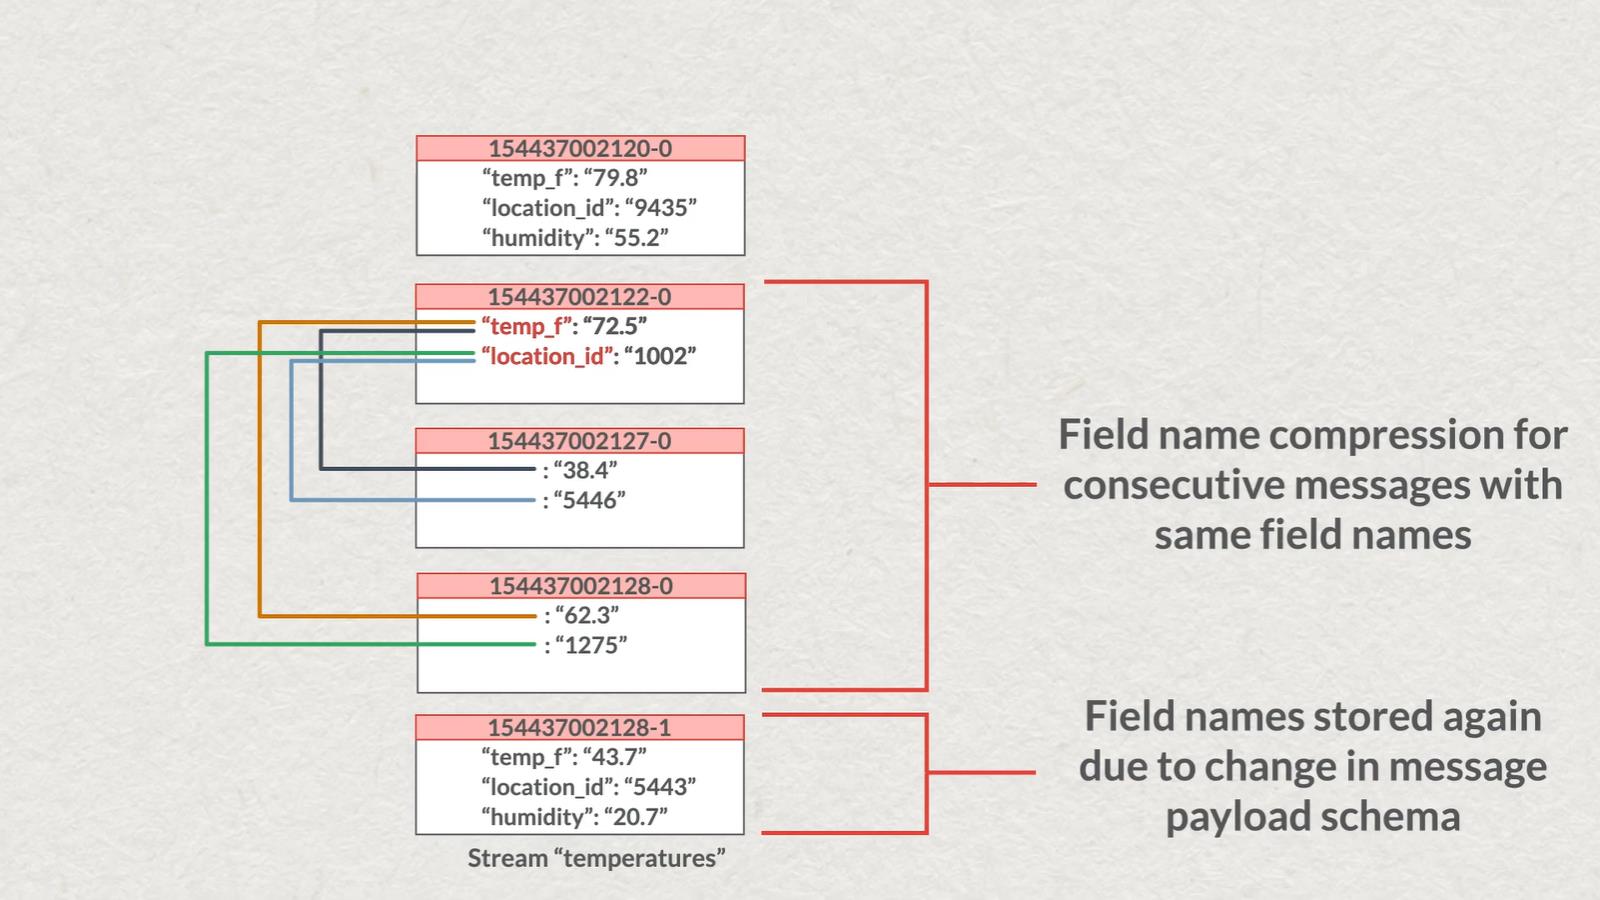 154437002120-0
“temp_f”: “79.8”
“location_id”: “9435”
“humidity”: “55.2”
154437002122-0
“temp_f”: “72.5”
“location_id”: “1002”
154437002127-0
: “38.4”
: “5446”
154437002128-0
: “62.3”
: “1275”
154437002128-1
“temp_f”: “43.7”
“location_id”: “5443”
“humidity”: “20.7”
Stream “temperatures”
Field name compression for
consecutive messages with
same field names
Field names stored again
due to change in message
payload schema